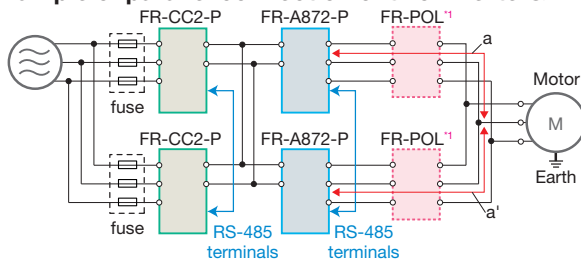 FR-CC2-P FR-A872-P FR-POL*1
a
Motor
M
fuse
Earth
FR-CC2-P FR-A872-P FR-POL*1
a'
fuse
RS-485 terminals
RS-485 terminals